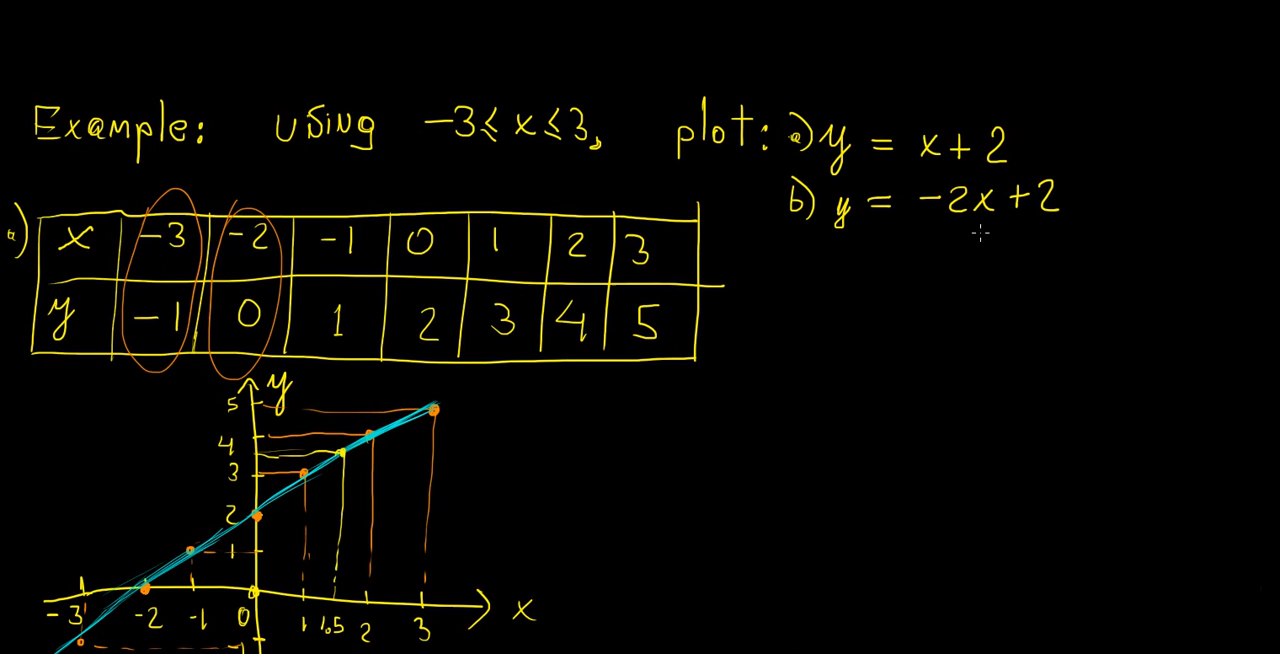 Example: using -3 ≤ x ≤ 3, plot: a) y = x + 2
b) y = -2x + 2
a) x -3 -2 -1 0 1 2 3
y -1 0 1 2 3 4 5
y
5
4
3
2
1
-3 -2 -1 0 1 1.5 2 3 x
-1